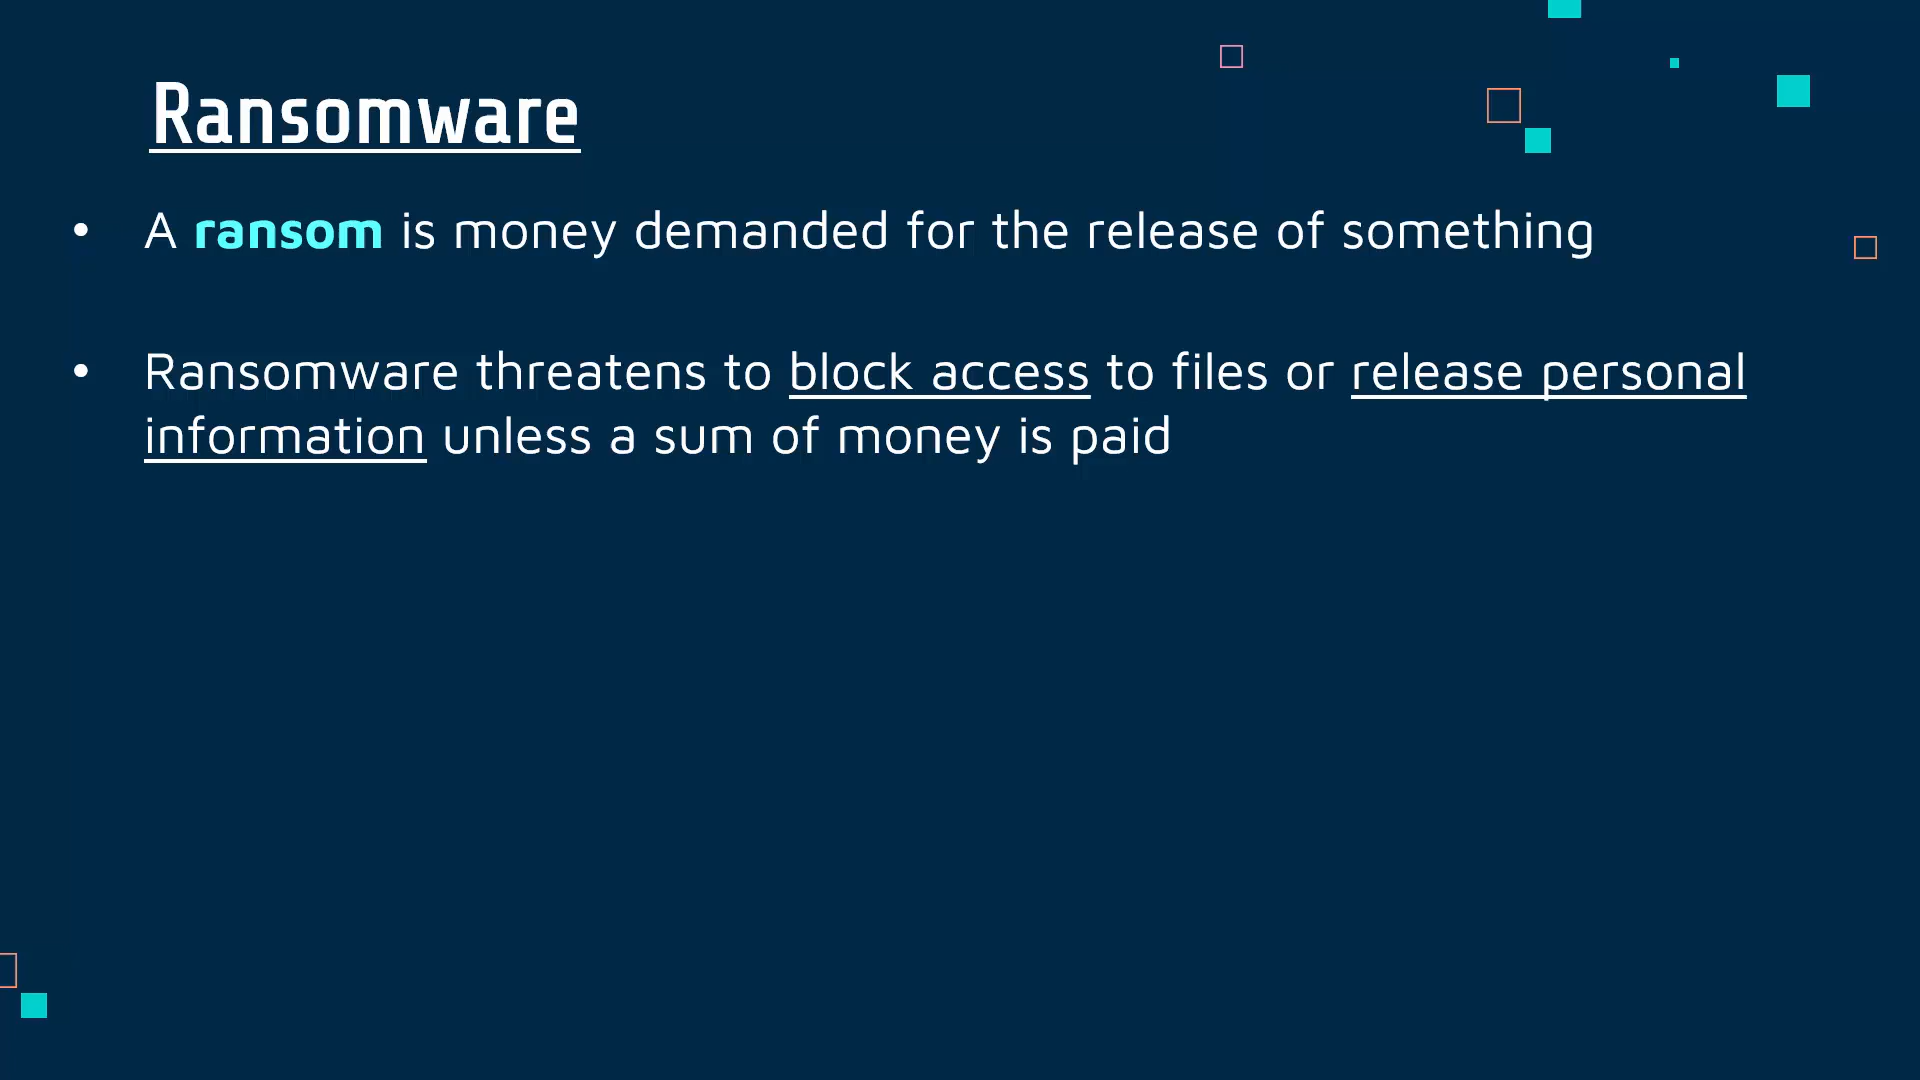 Ransomware
• A ransom is money demanded for the release of something
• Ransomware threatens to block access to files or release personal
information unless a sum of money is paid